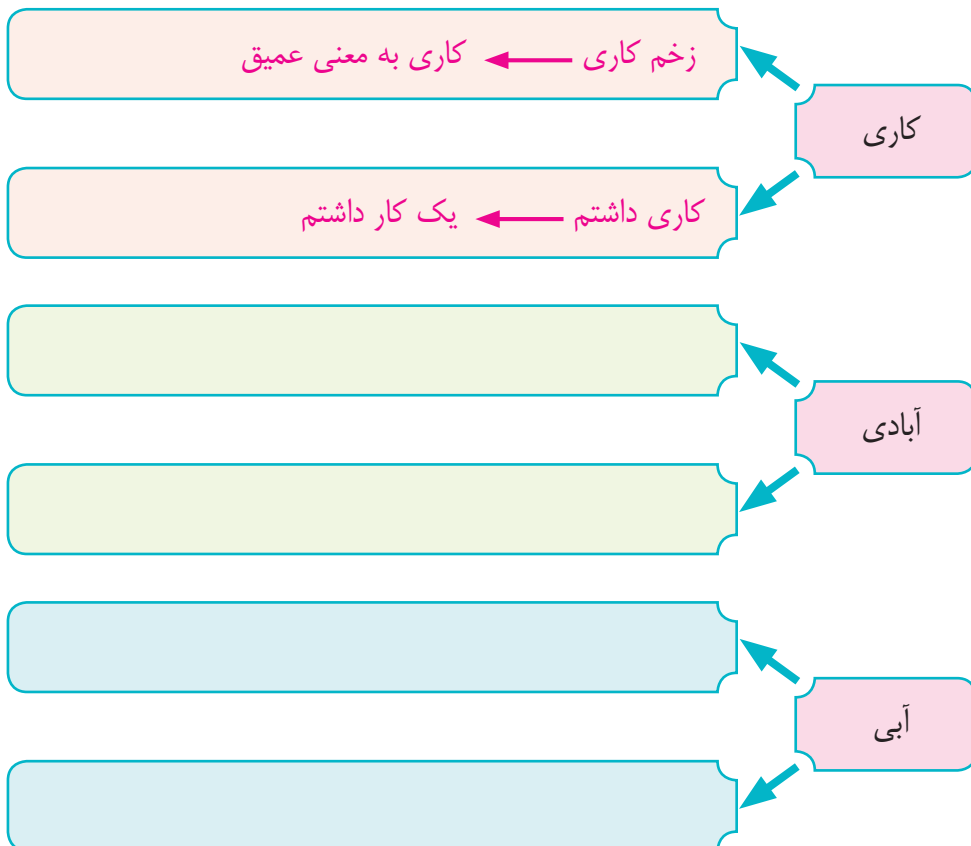 زخم کاری ← کاری به معنی عمیق
کاری
کاری داشتم ← یک کار داشتم
آبادی
آبی